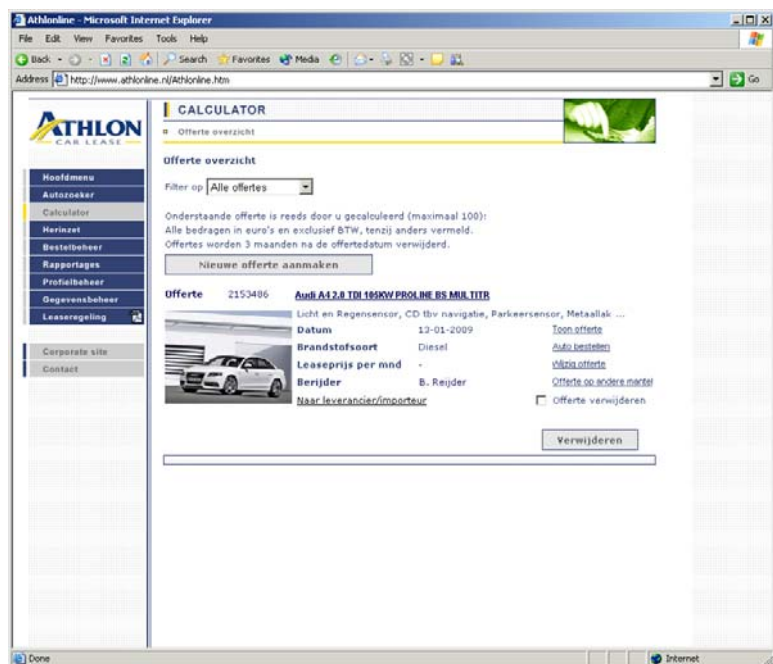 Athlonline - Microsoft Internet Explorer
File Edit View Favorites Tools Help
Back Search Favorites Media
Address http://www.athlonline.nl/Athlonline.htm Go
ATHLON
CAR LEASE
CALCULATOR
Offerte overzicht
Offerte overzicht
Filter op Alle offertes
Onderstaande offerte is reeds door u gecalculeerd (maximaal 100):
Alle bedragen in euro's en exclusief BTW, tenzij anders vermeld.
Offertes worden 3 maanden na de offertedatum verwijderd.
Nieuwe offerte aanmaken
Hoofdmenu
Autozoeker
Calculator
Herinzet
Bestelbeheer
Rapportages
Profielbeheer
Gegevensbeheer
Leaseregeling
Corporate site
Contact
Offerte 2153486 Audi A4 2.0 TDI 105KW PROLINE BS MULTITR
Licht en Regensensor, CD tbv navigatie, Parkeersensor, Metaallak ...
Datum 13-01-2009 Toon offerte
Brandstofsoort Diesel Auto bestellen
Leaseprijs per mnd - Wijzig offerte
Berijder B. Reijder Offerte op andere mantel
Naar leverancier/importeur Offerte verwijderen
Verwijderen
Done Internet